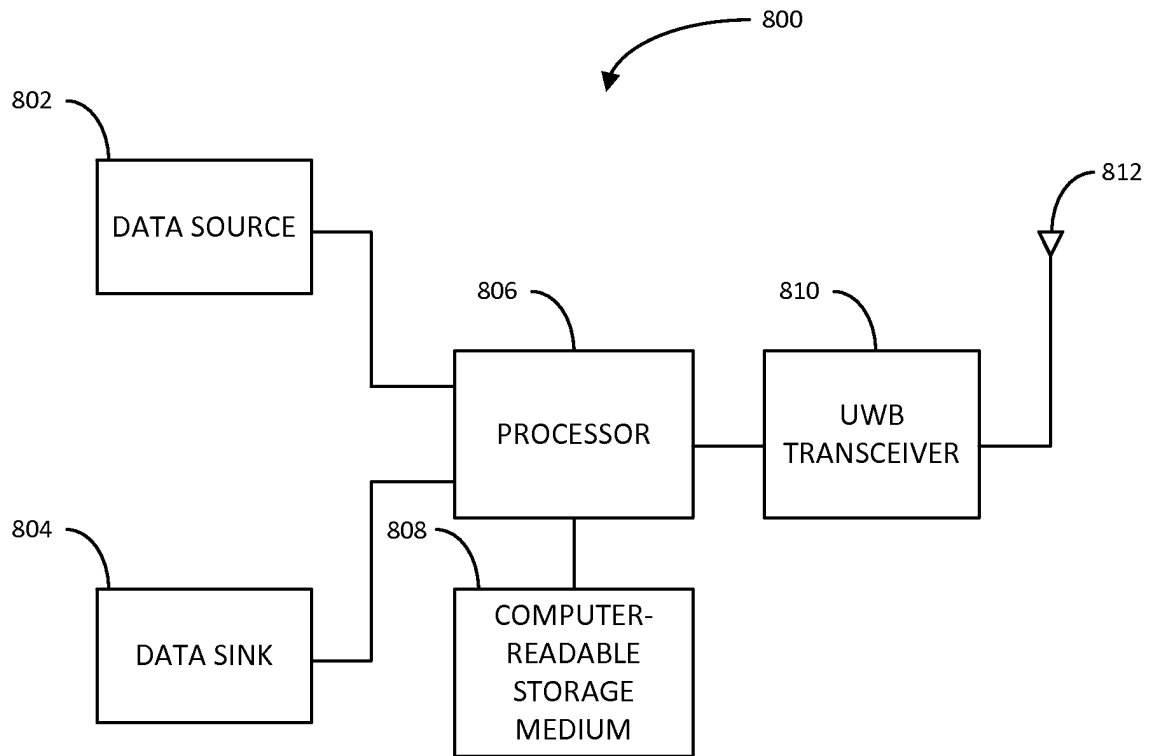 800
802
812
DATA SOURCE
806
810
PROCESSOR
UWB
TRANSCEIVER
804
808
DATA SINK
COMPUTER-
READABLE
STORAGE
MEDIUM